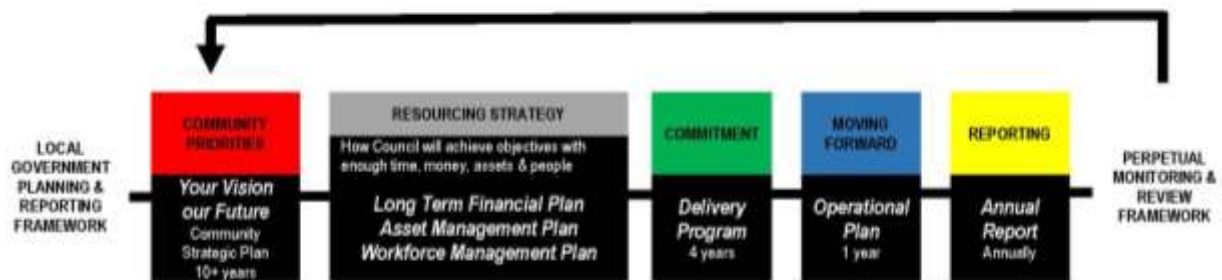 LOCAL
GOVERNMENT
PLANNING &
REPORTING
FRAMEWORK
COMMUNITY
PRIORITIES
Your Vision
our Future
Community
Strategic Plan
10+ years
RESOURCING STRATEGY
How Council will achieve objectives with
enough time, money, assets & people
Long Term Financial Plan
Asset Management Plan
Workforce Management Plan
COMMITMENT
Delivery
Program
4 years
MOVING
FORWARD
Operational
Plan
1 year
REPORTING
Annual
Report
Annually
PERPETUAL
MONITORING &
REVIEW
FRAMEWORK